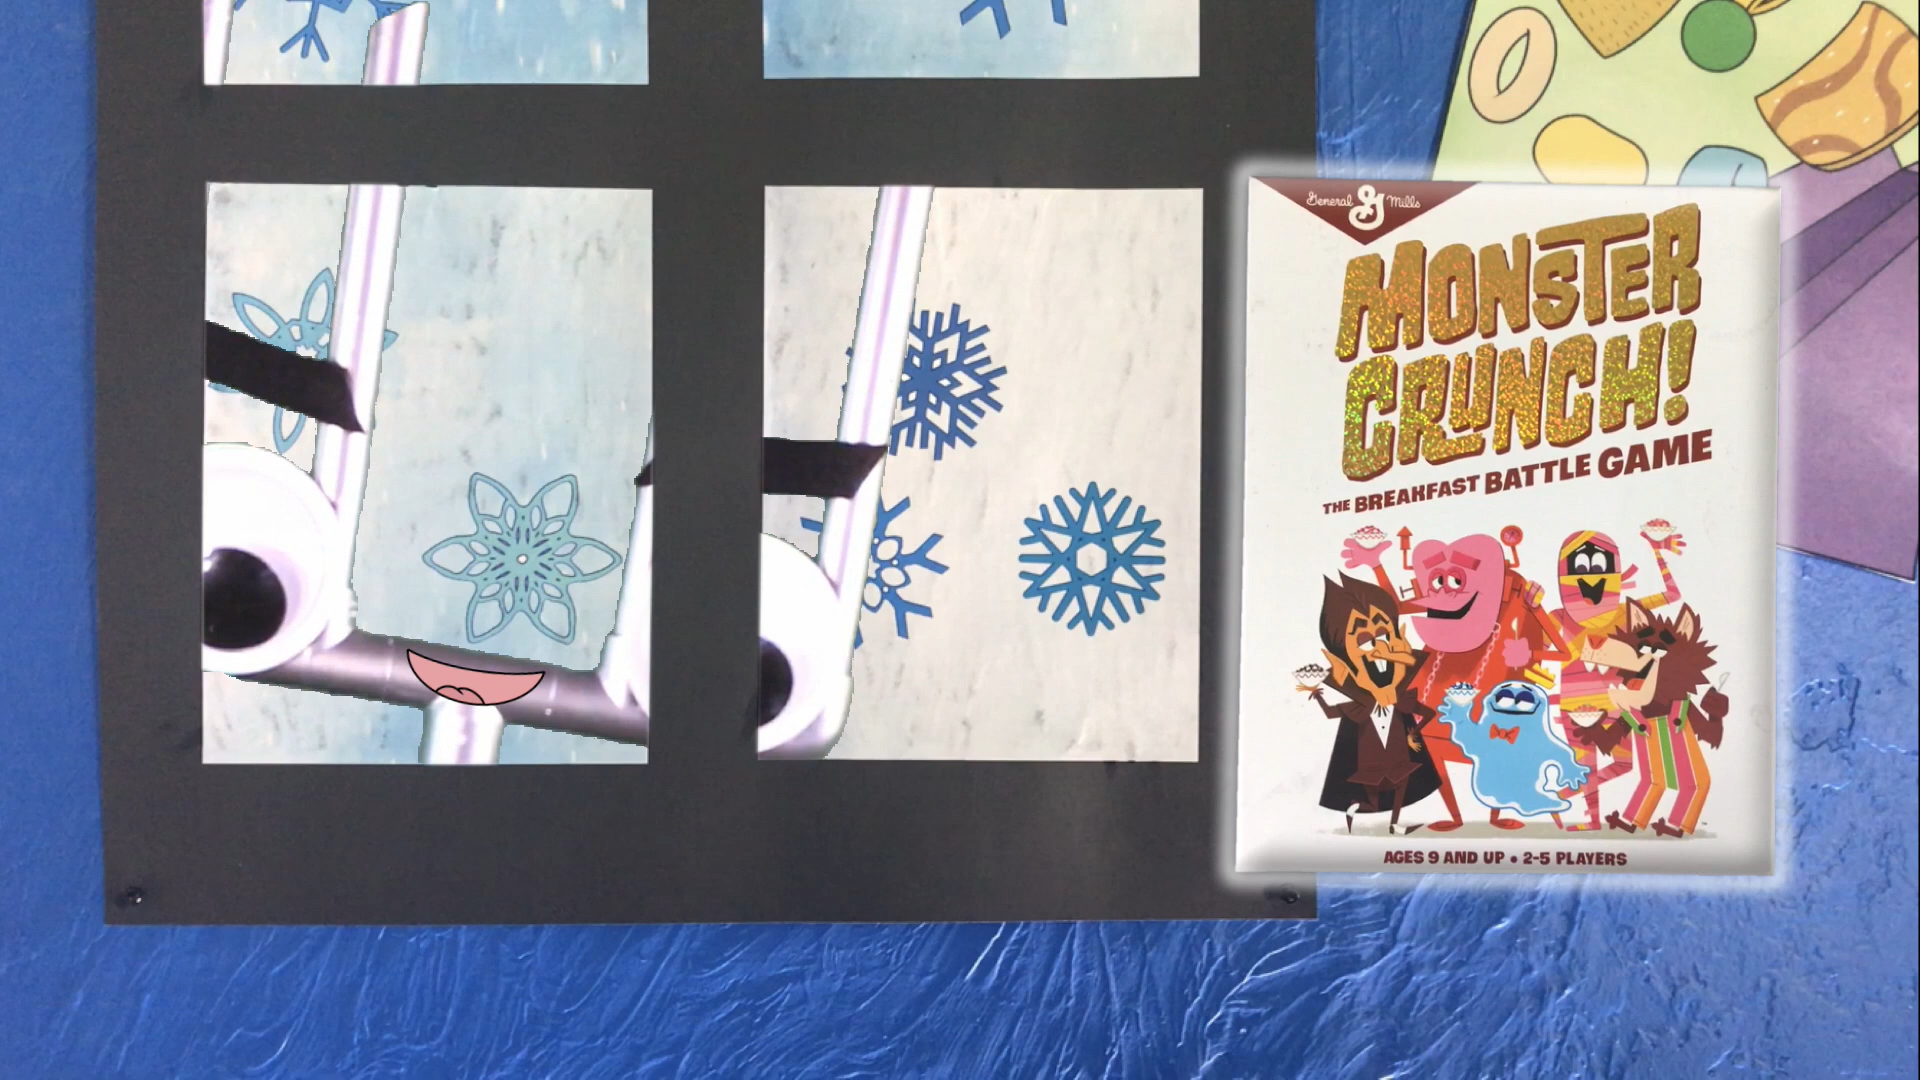 General G Mills
MONSTER
CRUNCH!
THE BREAKFAST BATTLE GAME
AGES 9 AND UP • 2-5 PLAYERS